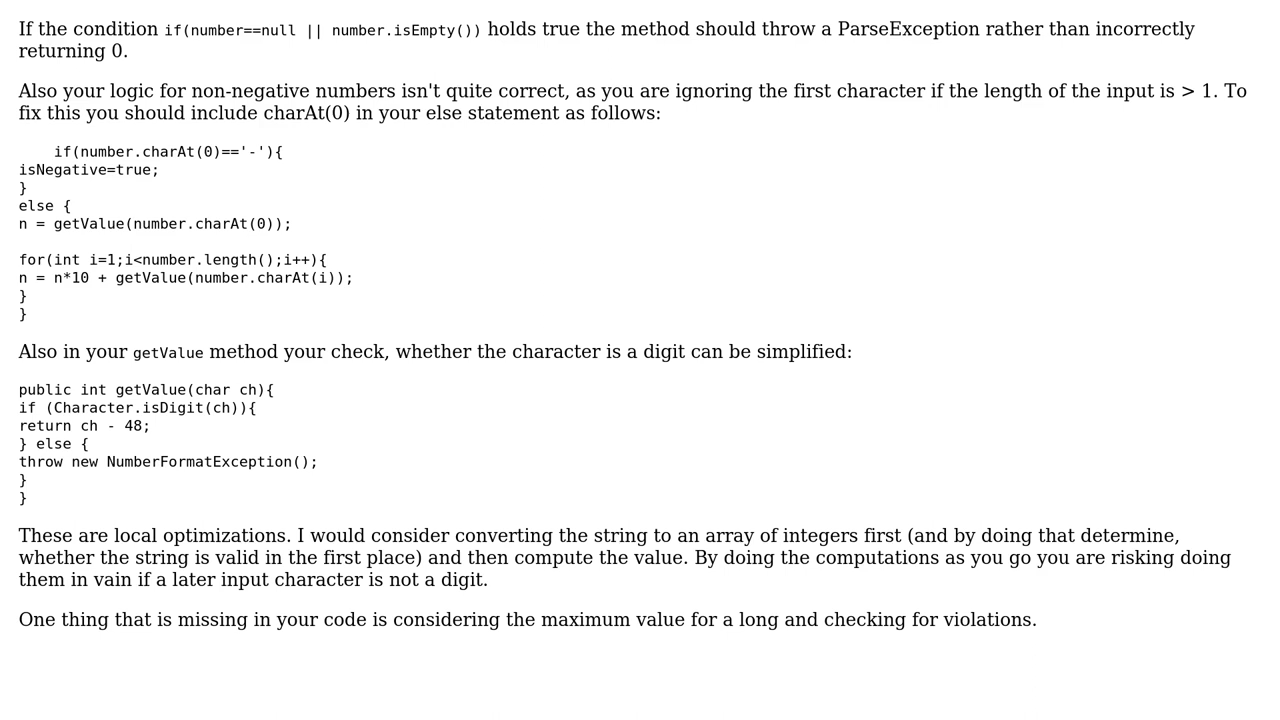 If the condition if(number==null || number.isEmpty()) holds true the method should throw a ParseException rather than incorrectly
returning 0.
Also your logic for non-negative numbers isn't quite correct, as you are ignoring the first character if the length of the input is > 1. To
fix this you should include charAt(0) in your else statement as follows:
    if(number.charAt(0)=='-'){
isNegative=true;
}
else {
n = getValue(number.charAt(0));
for(int i=1;i<number.length();i++){
n = n*10 + getValue(number.charAt(i));
}
}
Also in your getValue method your check, whether the character is a digit can be simplified:
public int getValue(char ch){
if (Character.isDigit(ch)){
return ch - 48;
} else {
throw new NumberFormatException();
}
}
These are local optimizations. I would consider converting the string to an array of integers first (and by doing that determine,
whether the string is valid in the first place) and then compute the value. By doing the computations as you go you are risking doing
them in vain if a later input character is not a digit.
One thing that is missing in your code is considering the maximum value for a long and checking for violations.